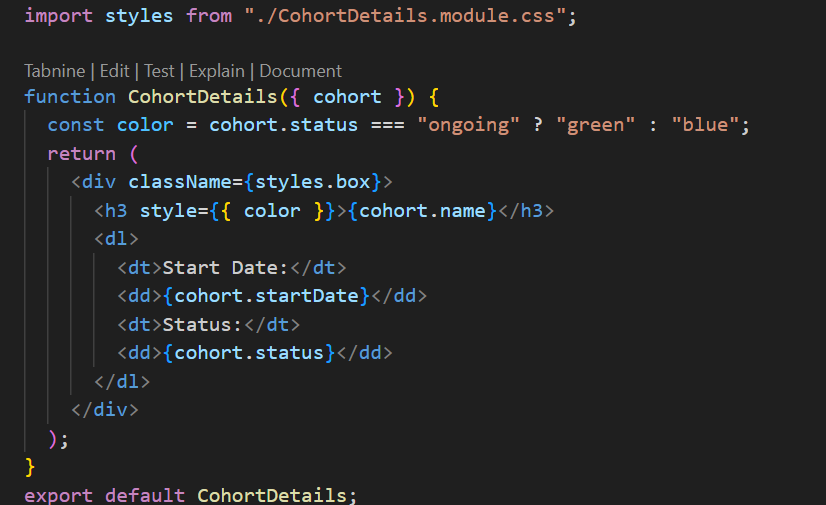 import styles from "./CohortDetails.module.css";
Tabnine | Edit | Test | Explain | Document
function CohortDetails({ cohort }) {
  const color = cohort.status === "ongoing" ? "green" : "blue";
  return (
    <div className={styles.box}>
      <h3 style={{ color }}>{cohort.name}</h3>
      <dl>
        <dt>Start Date:</dt>
        <dd>{cohort.startDate}</dd>
        <dt>Status:</dt>
        <dd>{cohort.status}</dd>
      </dl>
    </div>
  );
}
export default CohortDetails;